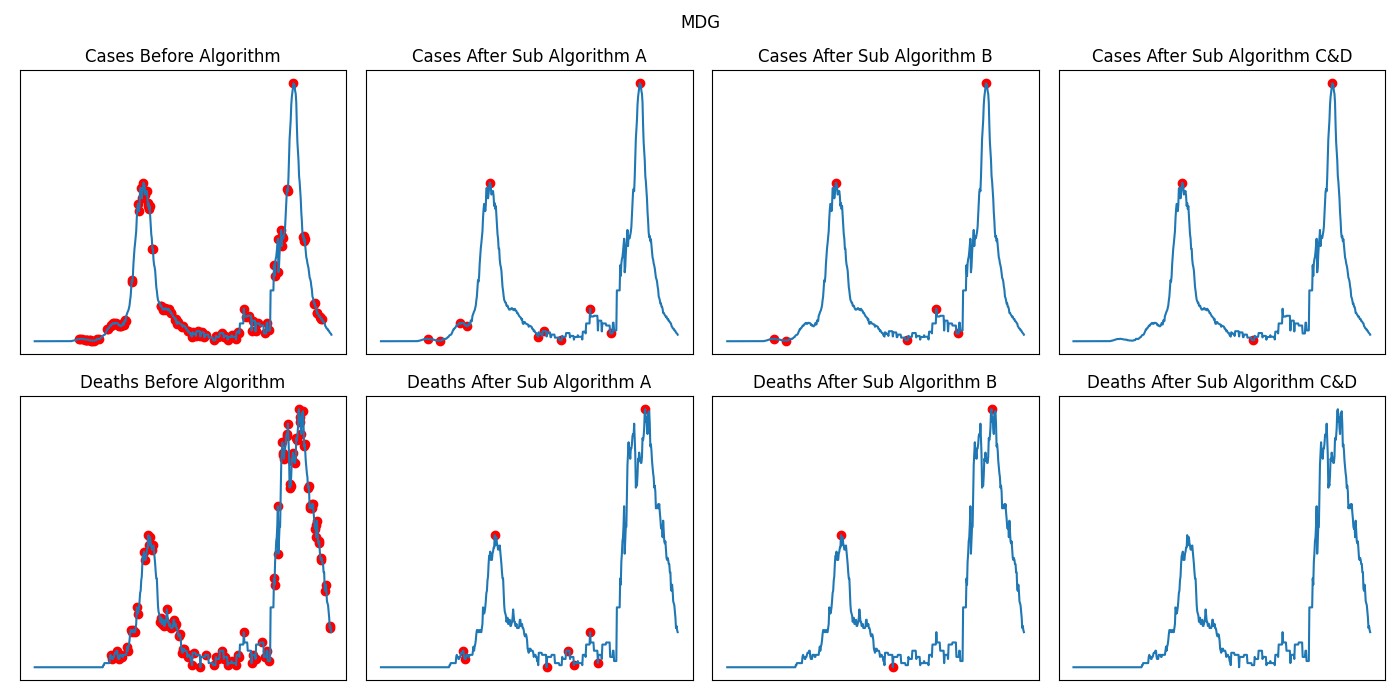 MDG
Cases Before Algorithm
Cases After Sub Algorithm A
Cases After Sub Algorithm B
Cases After Sub Algorithm C&D
Deaths Before Algorithm
Deaths After Sub Algorithm A
Deaths After Sub Algorithm B
Deaths After Sub Algorithm C&D